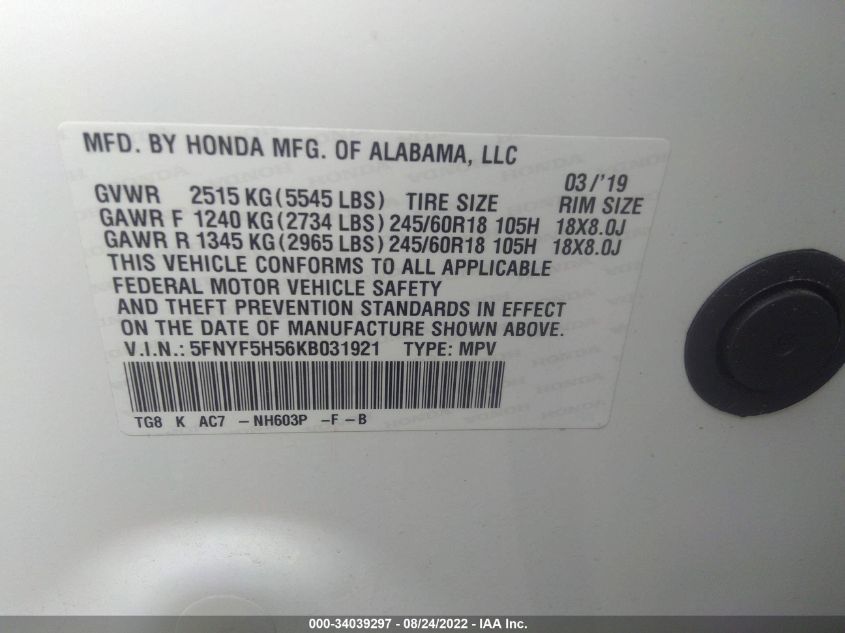 MFD. BY HONDA MFG. OF ALABAMA, LLC
03/'19
GVWR 2515 KG (5545 LBS) TIRE SIZE RIM SIZE
GAWR F 1240 KG (2734 LBS) 245/60R18 105H 18X8.0J
GAWR R 1345 KG (2965 LBS) 245/60R18 105H 18X8.0J
THIS VEHICLE CONFORMS TO ALL APPLICABLE
FEDERAL MOTOR VEHICLE SAFETY
AND THEFT PREVENTION STANDARDS IN EFFECT
ON THE DATE OF MANUFACTURE SHOWN ABOVE.
V.I.N.: 5FNYF5H56KB031921 TYPE: MPV
TG8 K AC7 -NH603P -F -B
000-34039297 - 08/24/2022 - IAA Inc.